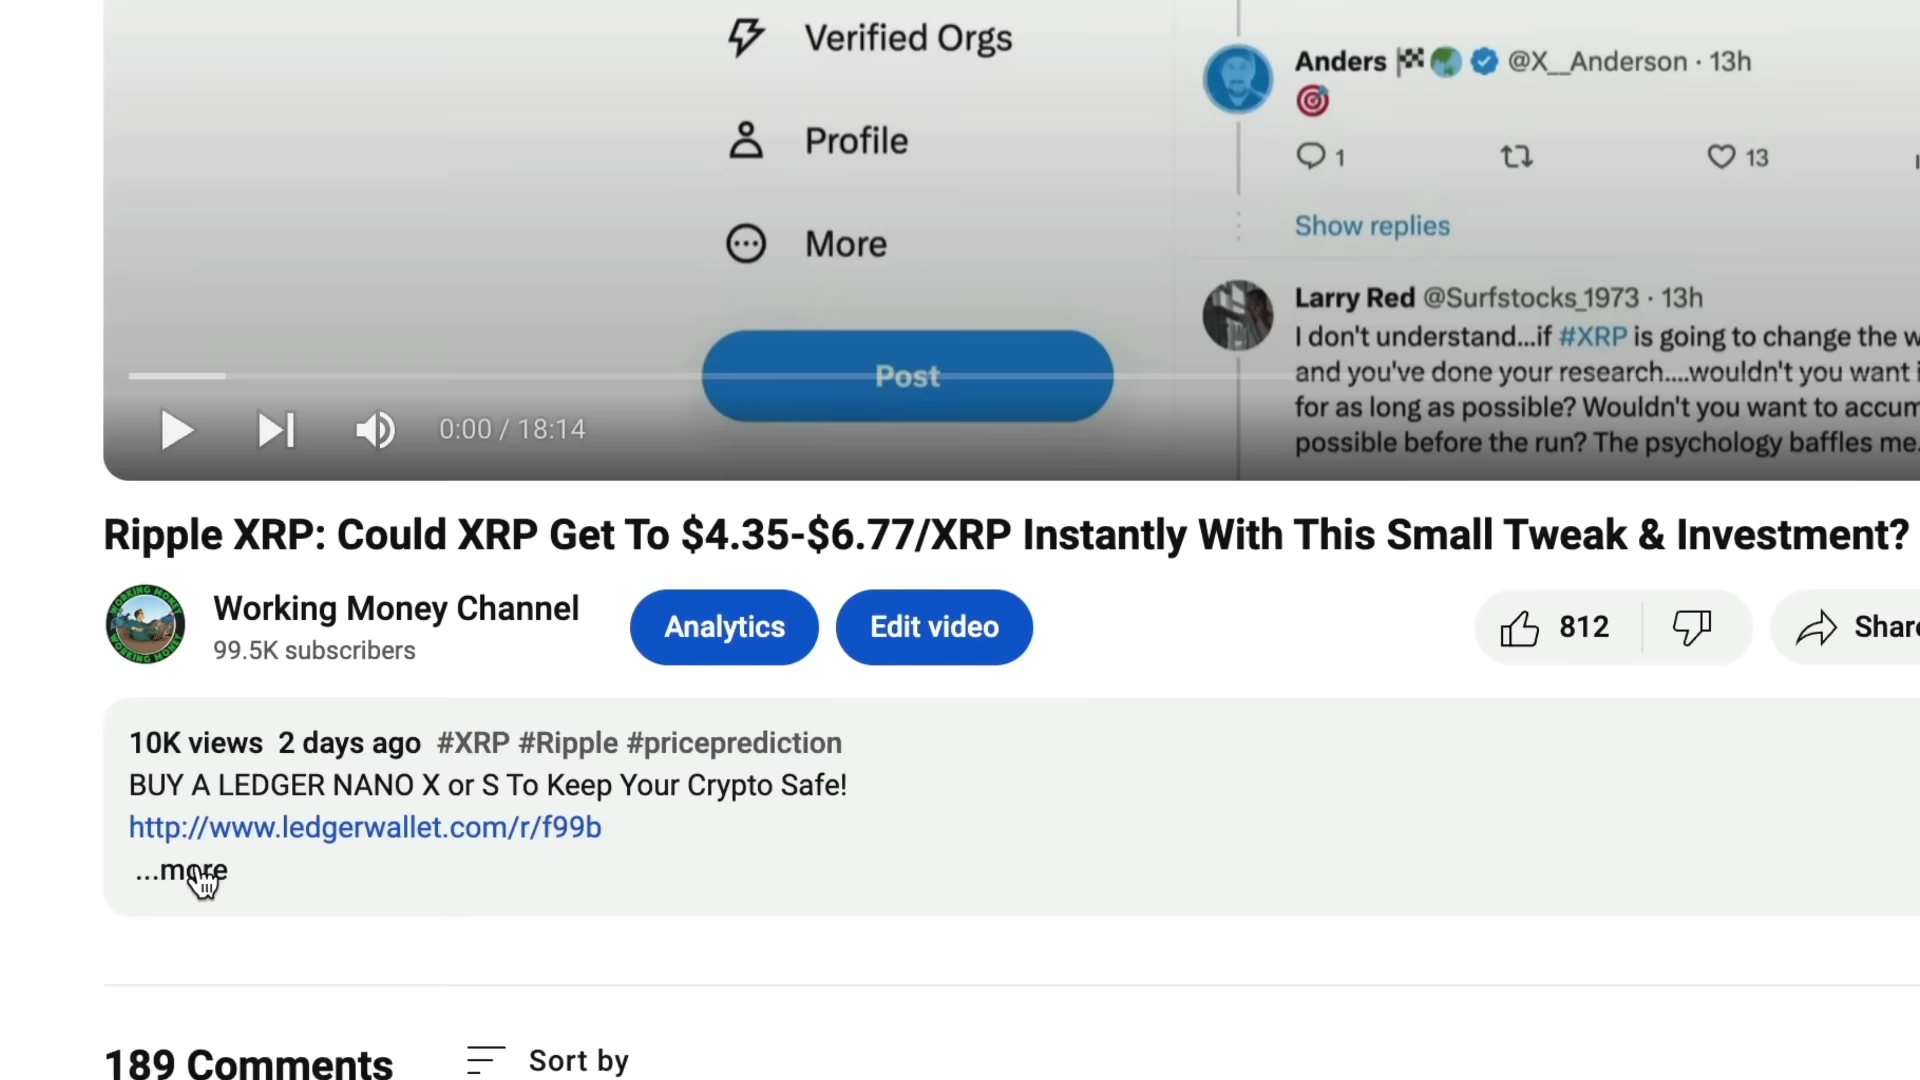 Verified Orgs
Profile
More
Post
Anders @X__Anderson · 13h
1
13
Show replies
Larry Red @Surfstocks_1973 · 13h
I don't understand...if #XRP is going to change the w
and you've done your research....wouldn't you want i
for as long as possible? Wouldn't you want to accum
possible before the run? The psychology baffles me.
0:00 / 18:14
Ripple XRP: Could XRP Get To $4.35-$6.77/XRP Instantly With This Small Tweak & Investment?
WORKING MONEY
WORKING MONEY
Working Money Channel
99.5K subscribers
Analytics
Edit video
812
Share
10K views 2 days ago #XRP #Ripple #priceprediction
BUY A LEDGER NANO X or S To Keep Your Crypto Safe!
http://www.ledgerwallet.com/r/f99b
...more
189 Comments
Sort by